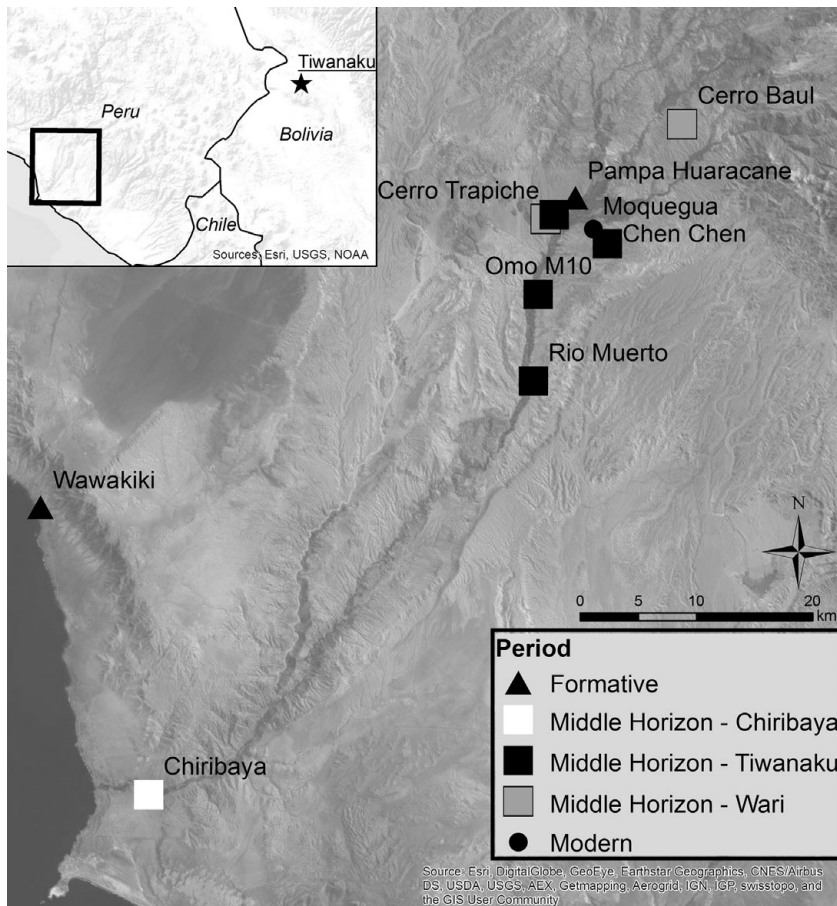 Tiwanaku
Peru
Bolivia
Chile
Sources: Esri, USGS, NOAA
Cerro Baul
Pampa Huaracane
Cerro Trapiche
Moquegua
Chen Chen
Omo M10
Rio Muerto
Wawakiki
N
0 5 10 20
km
Chiribaya
Period
Formative
Middle Horizon - Chiribaya
Middle Horizon - Tiwanaku
Middle Horizon - Wari
Modern
Source: Esri, DigitalGlobe, GeoEye, Earthstar Geographics, CNES/Airbus
DS, USDA, USGS, AEX, Getmapping, Aerogrid, IGN, IGP, swisstopo, and
the GIS User Community